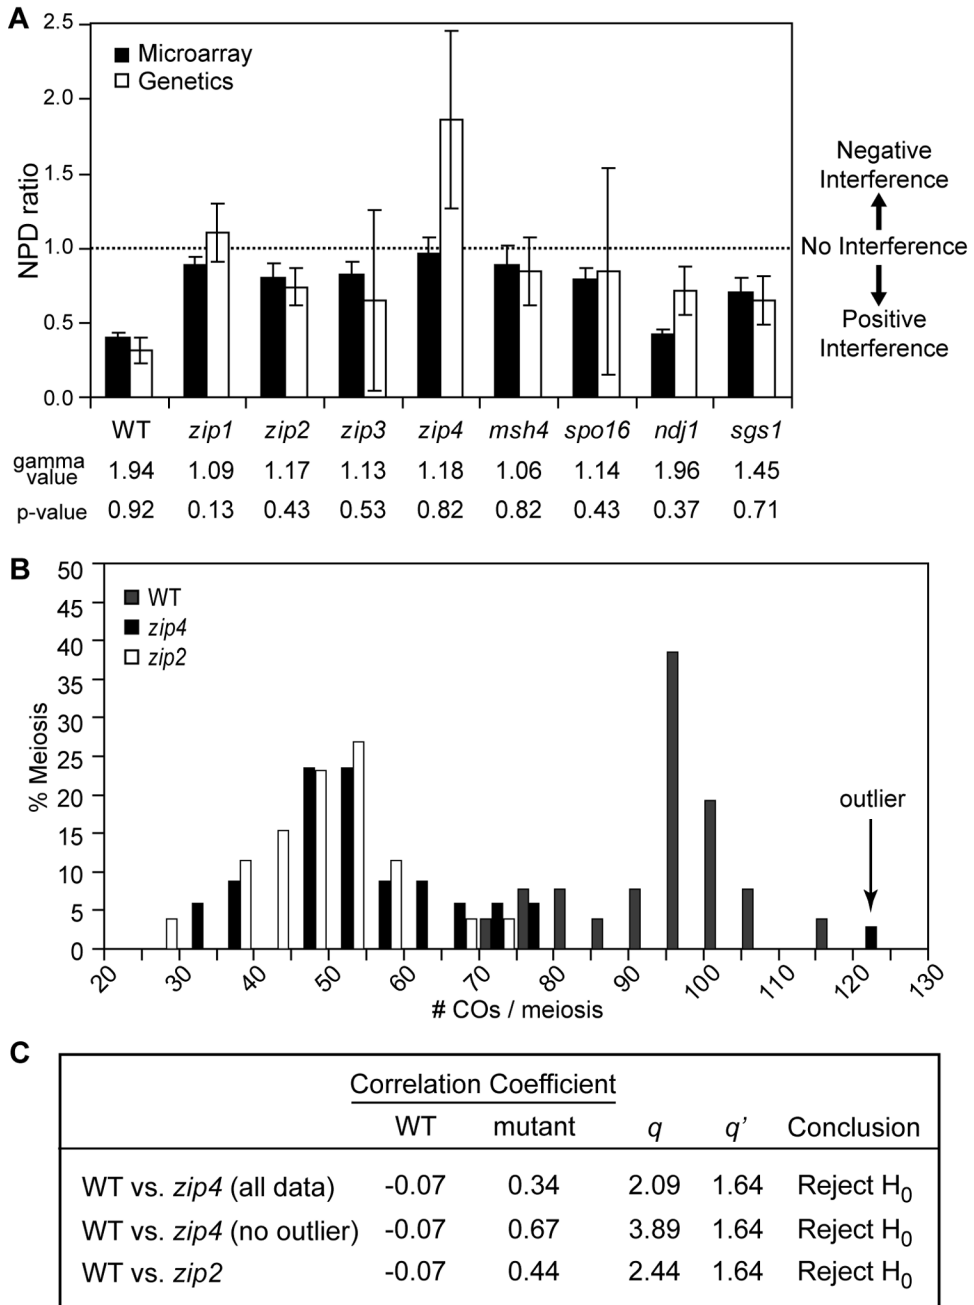 A
2.5
2.0
1.5
1.0
0.5
0.0
NPD ratio
Microarray
Genetics
Negative
Interference
No Interference
Positive
Interference
WT zip1 zip2 zip3 zip4 msh4 spo16 ndj1 sgs1
gamma
value 1.94 1.09 1.17 1.13 1.18 1.06 1.14 1.96 1.45
p-value 0.92 0.13 0.43 0.53 0.82 0.82 0.43 0.37 0.71
B
50
45
40
35
30
25
20
15
10
5
0
% Meiosis
WT
zip4
zip2
outlier
20 30 40 50 60 70 80 90 100 110 120 130
# COs / meiosis
C
Correlation Coefficient
WT mutant q q’ Conclusion
WT vs. zip4 (all data) -0.07 0.34 2.09 1.64 Reject H0
WT vs. zip4 (no outlier) -0.07 0.67 3.89 1.64 Reject H0
WT vs. zip2 -0.07 0.44 2.44 1.64 Reject H0